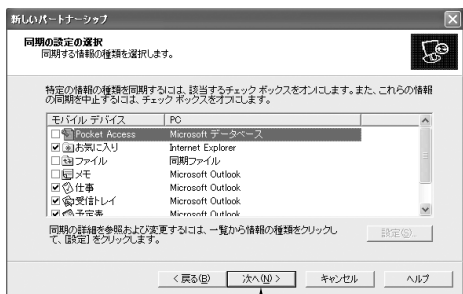 新しいパートナーシップ
同期の設定の選択
同期する情報の種類を選択します。
特定の情報の種類を同期するには、該当するチェック ボックスをオンにします。また、これらの情報
の同期を中止するには、チェック ボックスをオフにします。
モバイル デバイス PC
Pocket Access Microsoft データベース
お気に入り Internet Explorer
ファイル 同期ファイル
メモ Microsoft Outlook
仕事 Microsoft Outlook
受信トレイ Microsoft Outlook
予定表 Microsoft Outlook
同期の詳細を参照および変更するには、一覧から情報の種類をクリックし
て、[設定] をクリックします。
設定(S)...
< 戻る(B) 次へ(N) > キャンセル ヘルプ